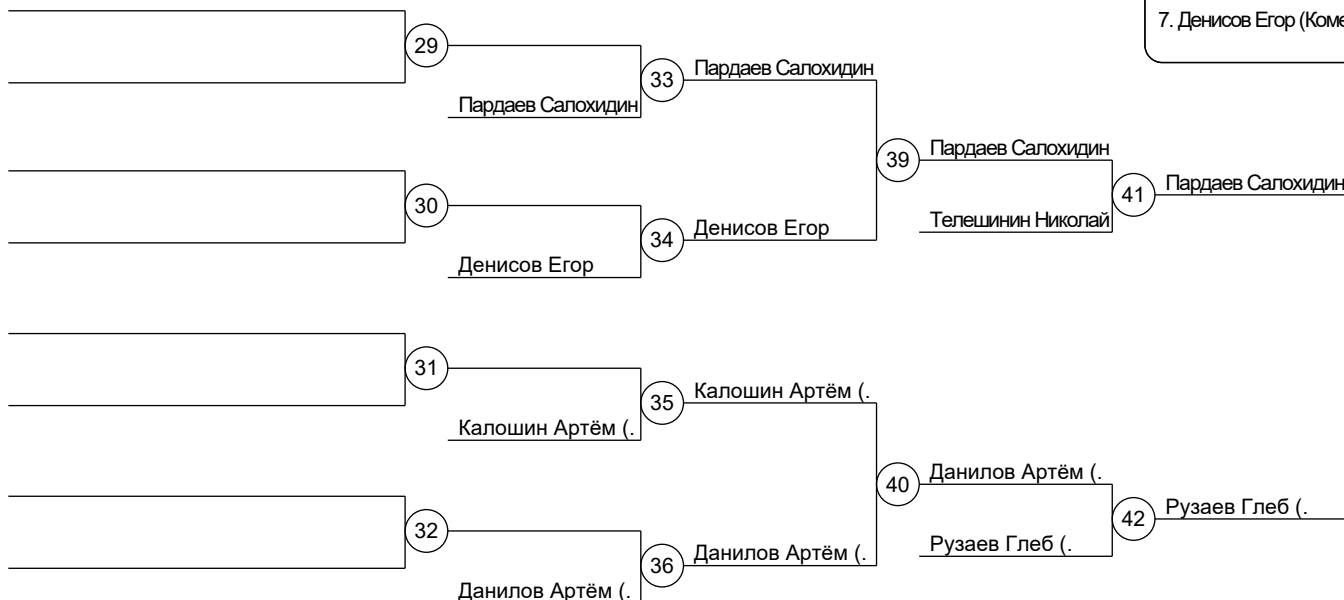 7. Денисов Егор (Коме
29
33
Пардаев Салохидин
Пардаев Салохидин
39
Пардаев Салохидин
41
Пардаев Салохидин
30
34
Денисов Егор
Телешинин Николай
Денисов Егор
31
35
Калошин Артём (.
Калошин Артём (.
40
Данилов Артём (.
42
Рузаев Глеб (.
32
36
Данилов Артём (.
Рузаев Глеб (.
Данилов Артём (.